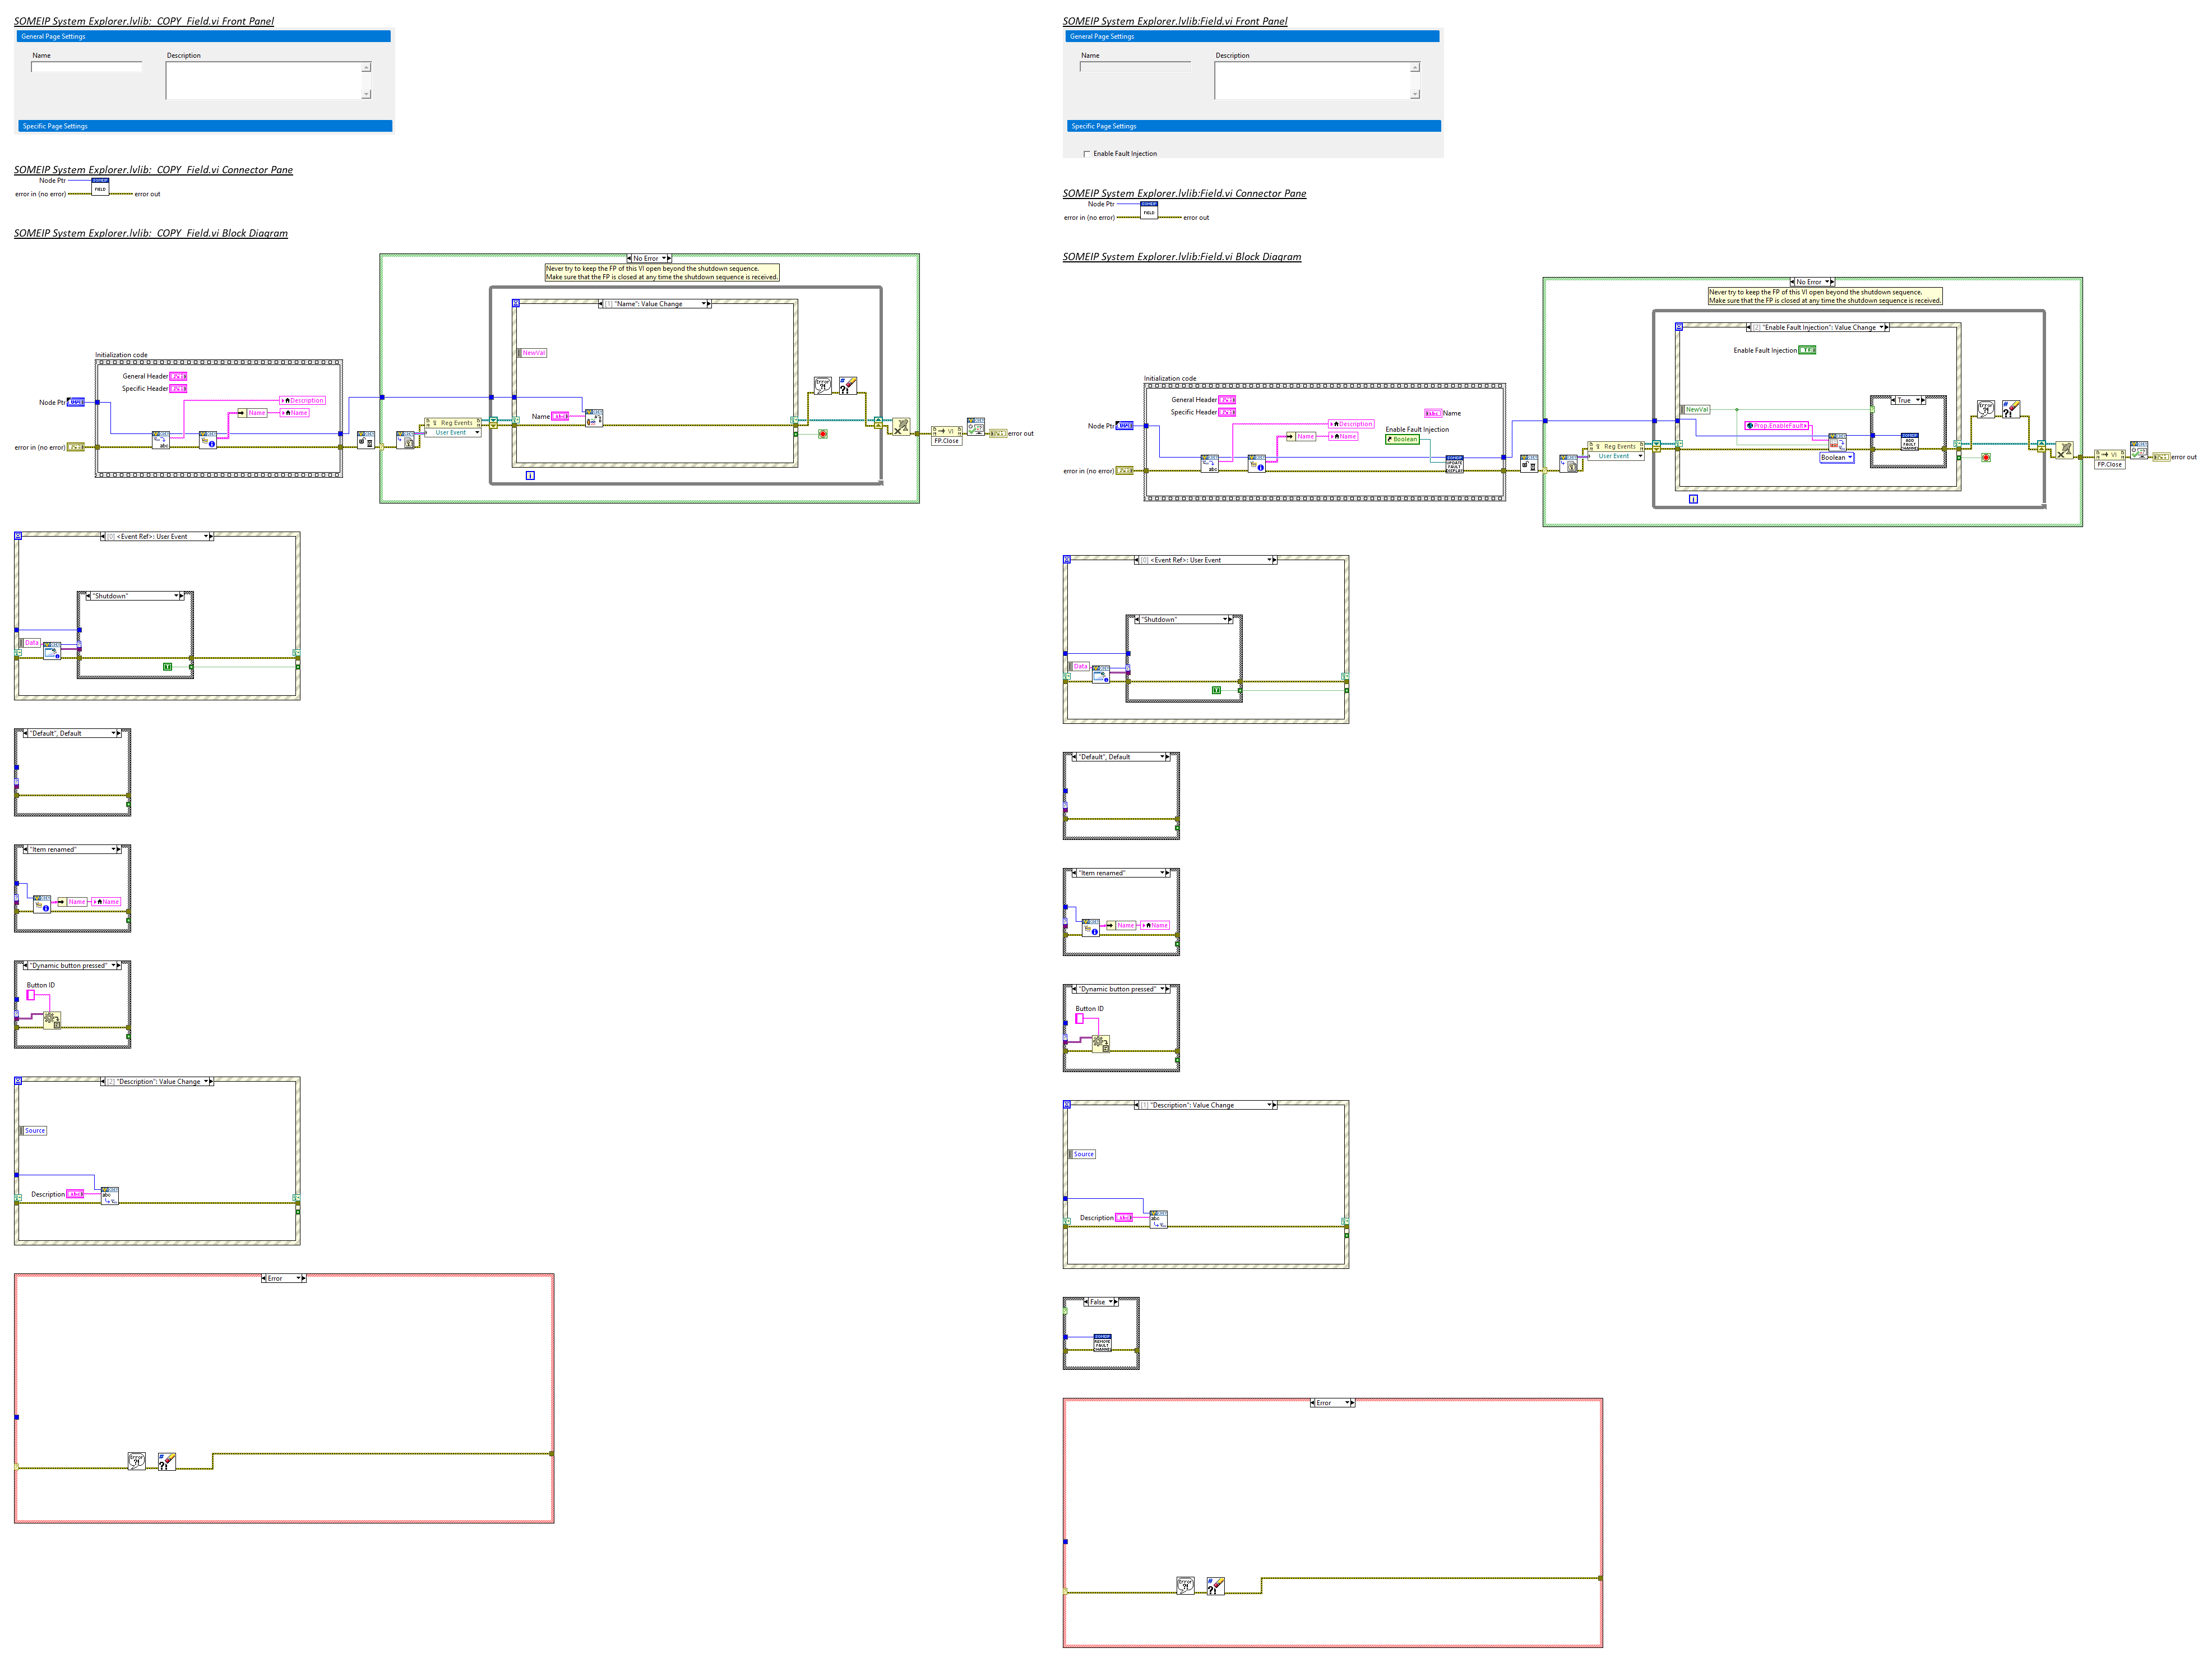 SOMEIP System Explorer.lvlib:_COPY_Field.vi Front Panel
General Page Settings
Name
Description
Specific Page Settings
SOMEIP System Explorer.lvlib:_COPY_Field.vi Connector Pane
Node Ptr
SOMEIP
FIELD
error in (no error)
error out
SOMEIP System Explorer.lvlib:_COPY_Field.vi Block Diagram
No Error
Never try to keep the FP of this VI open beyond the shutdown sequence.
Make sure that the FP is closed at any time the shutdown sequence is received.
[1] "Name": Value Change
NewVal
Initialization code
General Header
Specific Header
Node Ptr
Description
Name
Name
error in (no error)
Reg Events
User Event
Name
VI
FP.Close
error out
[0] <Event Ref>: User Event
"Shutdown"
Data
"Default", Default
"Item renamed"
Name
Name
"Dynamic button pressed"
Button ID
[2] "Description": Value Change
Source
Description
Error
SOMEIP System Explorer.lvlib:Field.vi Front Panel
General Page Settings
Name
Description
Specific Page Settings
Enable Fault Injection
SOMEIP System Explorer.lvlib:Field.vi Connector Pane
Node Ptr
SOMEIP
FIELD
error in (no error)
error out
SOMEIP System Explorer.lvlib:Field.vi Block Diagram
No Error
Never try to keep the FP of this VI open beyond the shutdown sequence.
Make sure that the FP is closed at any time the shutdown sequence is received.
[2] "Enable Fault Injection": Value Change
Enable Fault Injection
Initialization code
General Header
Specific Header
Name
Node Ptr
Description
Name
Name
Enable Fault Injection
Boolean
error in (no error)
Reg Events
User Event
NewVal
Prop.EnableFault
Boolean
True
VI
FP.Close
error out
[0] <Event Ref>: User Event
"Shutdown"
Data
"Default", Default
"Item renamed"
Name
Name
"Dynamic button pressed"
Button ID
[1] "Description": Value Change
Source
Description
False
SOMEIP
REMOVE
FAULT
Error